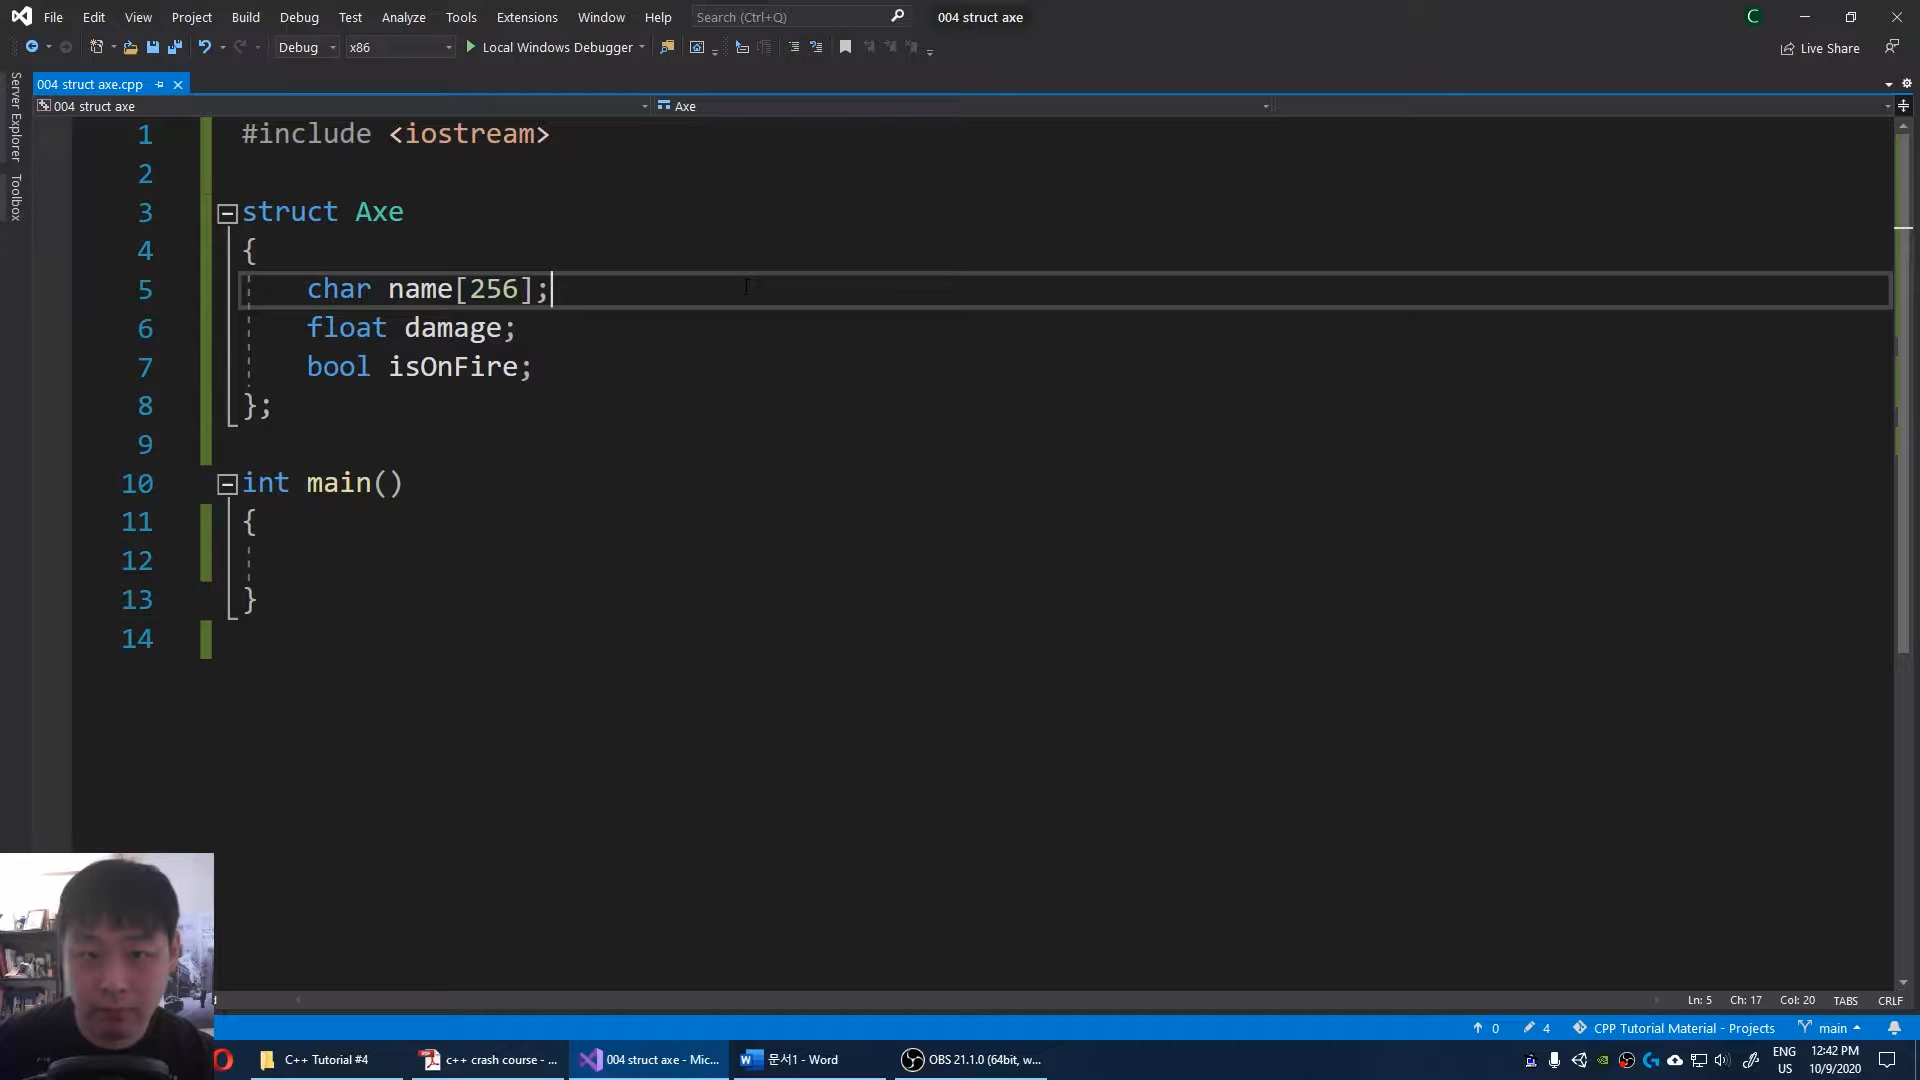 File Edit View Project Build Debug Test Analyze Tools Extensions Window Help Search (Ctrl+Q) 004 struct axe C
Debug x86 Local Windows Debugger Live Share
Server Explorer
Toolbox
004 struct axe.cpp
004 struct axe Axe
1 #include <iostream>
2
3 struct Axe
4 {
5 char name[256];
6 float damage;
7 bool isOnFire;
8 };
9
10 int main()
11 {
12
13 }
14
Ln: 5 Ch: 17 Col: 20 TABS CRLF
0 4 CPP Tutorial Material - Projects main
C++ Tutorial #4 c++ crash course - ... 004 struct axe - Mic... 문서1 - Word OBS 21.1.0 (64bit, w... ENG 12:42 PM
US 10/9/2020